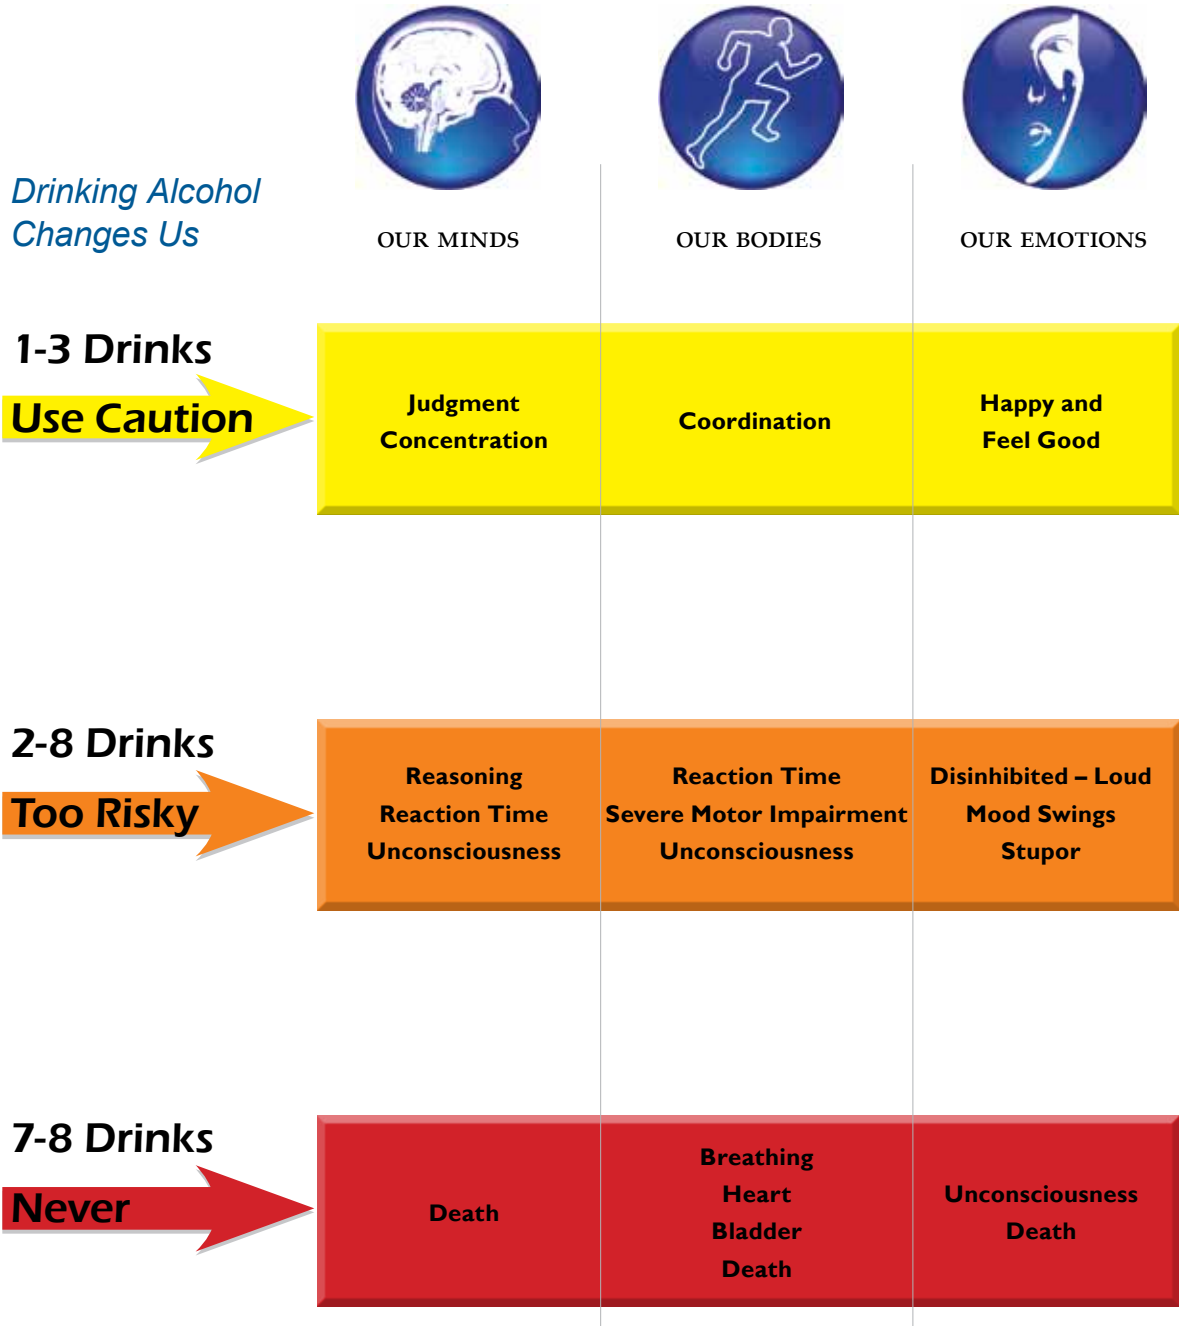 Drinking Alcohol
Changes Us
OUR MINDS
OUR BODIES
OUR EMOTIONS
1-3 Drinks
Use Caution
Judgment
Concentration
Coordination
Happy and
Feel Good
2-8 Drinks
Too Risky
Reasoning
Reaction Time
Unconsciousness
Reaction Time
Severe Motor Impairment
Unconsciousness
Disinhibited – Loud
Mood Swings
Stupor
7-8 Drinks
Never
Death
Breathing
Heart
Bladder
Death
Unconsciousness
Death